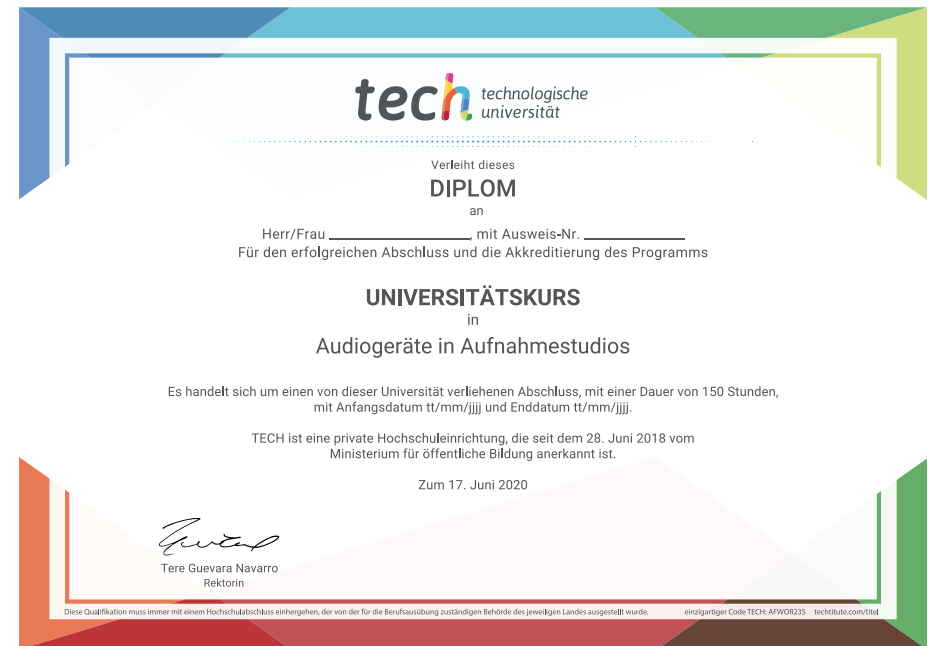 tech technologische
universität
Verleiht dieses
DIPLOM
an
Herr/Frau ________________, mit Ausweis-Nr. ____________
Für den erfolgreichen Abschluss und die Akkreditierung des Programms
UNIVERSITÄTSKURS
in
Audiogeräte in Aufnahmestudios
Es handelt sich um einen von dieser Universität verliehenen Abschluss, mit einer Dauer von 150 Stunden,
mit Anfangsdatum tt/mm/jjjj und Enddatum tt/mm/jjjj.
TECH ist eine private Hochschuleinrichtung, die seit dem 28. Juni 2018 vom
Ministerium für öffentliche Bildung anerkannt ist.
Zum 17. Juni 2020
Tere Guevara Navarro
Rektorin
Diese Qualifikation muss immer mit einem Hochschulabschluss einhergehen, der von der für die Berufsausübung zuständigen Behörde des jeweiligen Landes ausgestellt wurde. einzigartiger Code TECH: AFWOR23S techtitute.com/titel